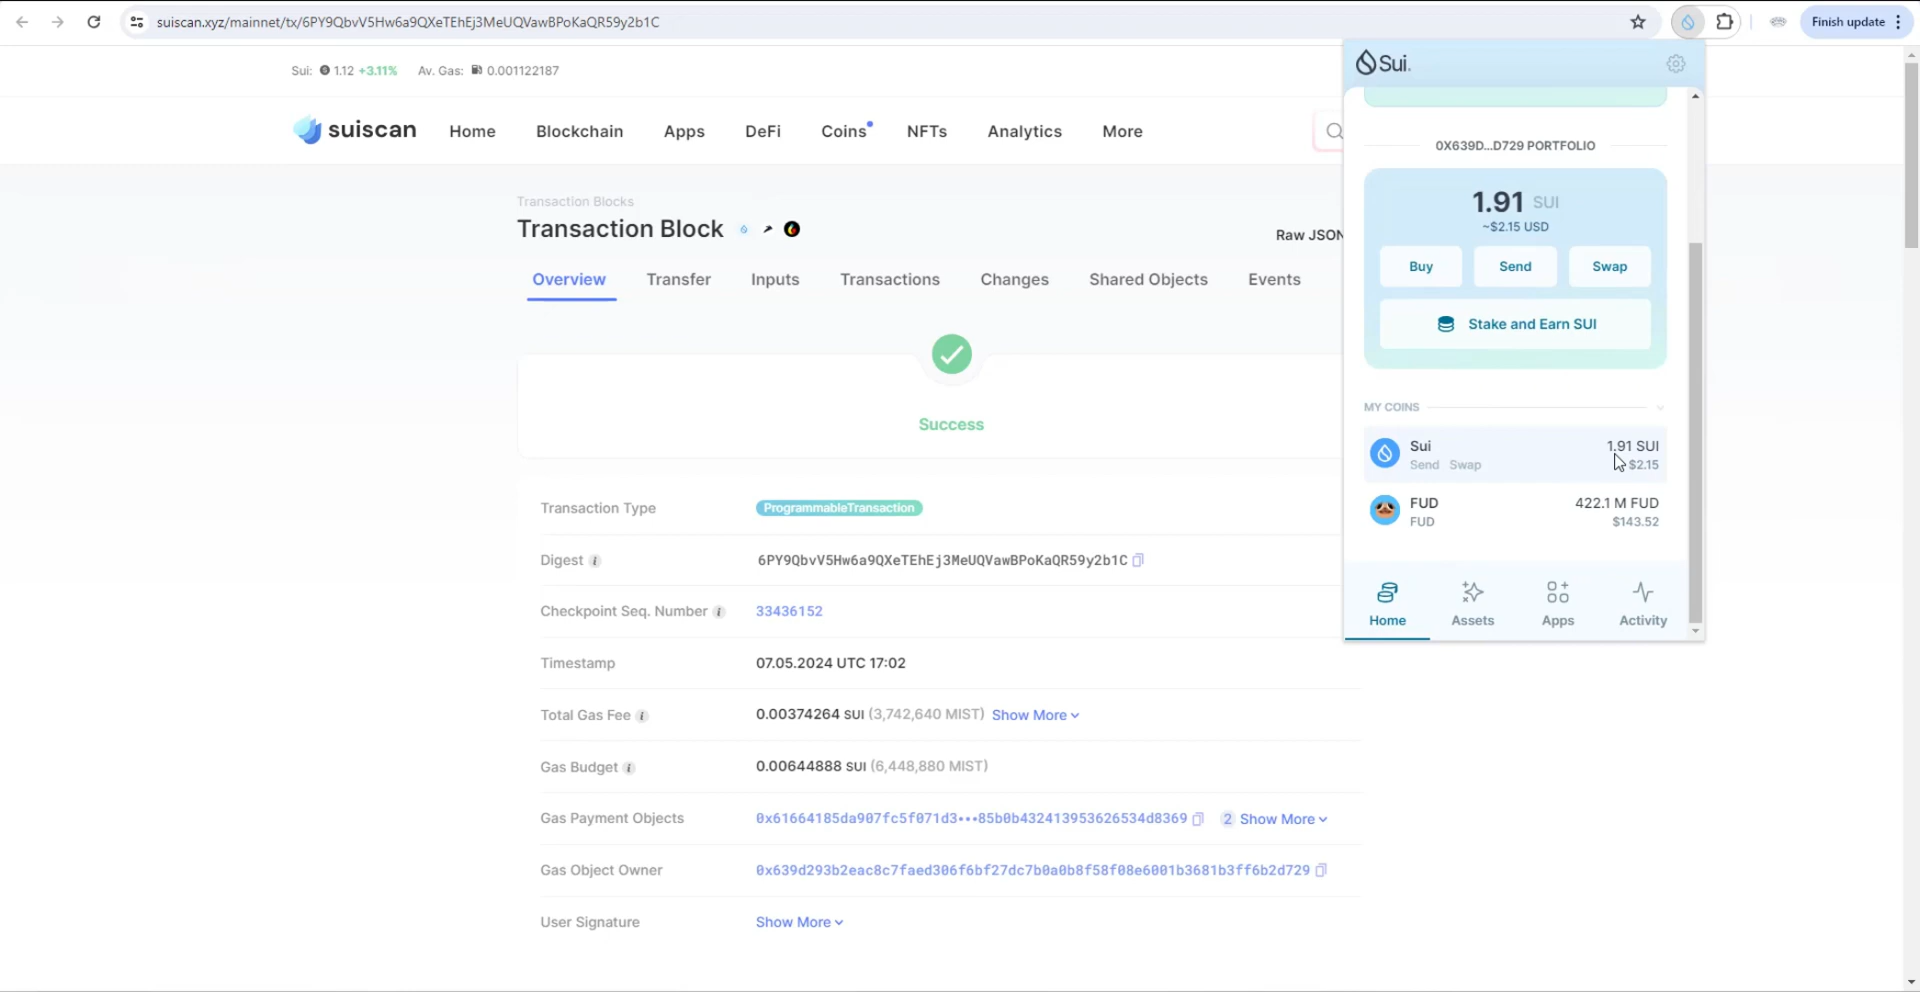 suiscan.xyz/mainnet/tx/6PY9QbvV5Hw6a9QXeTEhEj3MeUQVawBPoKaQR59y2b1C
Finish update
Sui: 1.12 +3.11% Av. Gas: 0.001122187
suiscan Home Blockchain Apps DeFi Coins NFTs Analytics More
Transaction Blocks
Transaction Block
Raw JSON
Overview Transfer Inputs Transactions Changes Shared Objects Events
Success
Transaction Type ProgrammableTransaction
Digest 6PY9QbvV5Hw6a9QXeTEhEj3MeUQVawBPoKaQR59y2b1C
Checkpoint Seq. Number 33436152
Timestamp 07.05.2024 UTC 17:02
Total Gas Fee 0.00374264 SUI (3,742,640 MIST) Show More
Gas Budget 0.00644888 SUI (6,448,880 MIST)
Gas Payment Objects 0x61664185da907fc5f071d3•••85b0b432413953626534d8369 2 Show More
Gas Object Owner 0x639d293b2eac8c7faed306f6bf27dc7b0a0b8f58f08e6001b3681b3ff6b2d729
User Signature Show More
Sui.
0X639D...D729 PORTFOLIO
1.91 SUI
~$2.15 USD
Buy Send Swap
Stake and Earn SUI
MY COINS
Sui 1.91 SUI
Send Swap $2.15
FUD 422.1 M FUD
FUD $143.52
Home Assets Apps Activity